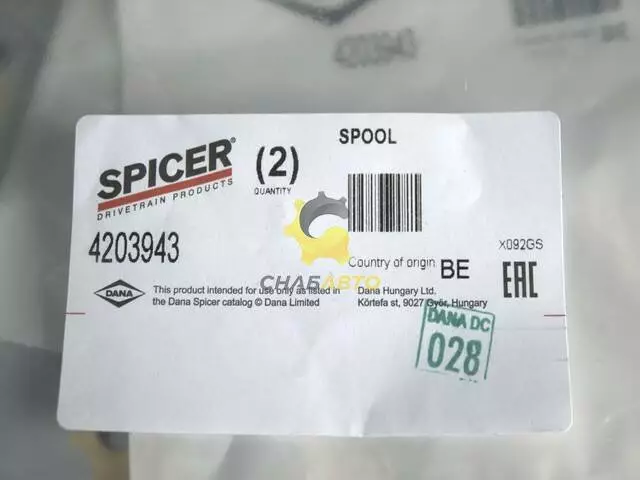 SPICER®
DRIVETRAIN PRODUCTS
(2)
QUANTITY
SPOOL
4203943
Country of origin BE
X092GS
EAC
DANA
This product intended for use only as listed in
the Dana Spicer catalog © Dana Limited
Dana Hungary Ltd.
Körtefa st, 9027 Győr, Hungary
СНАБАВТО
DANA DC
028